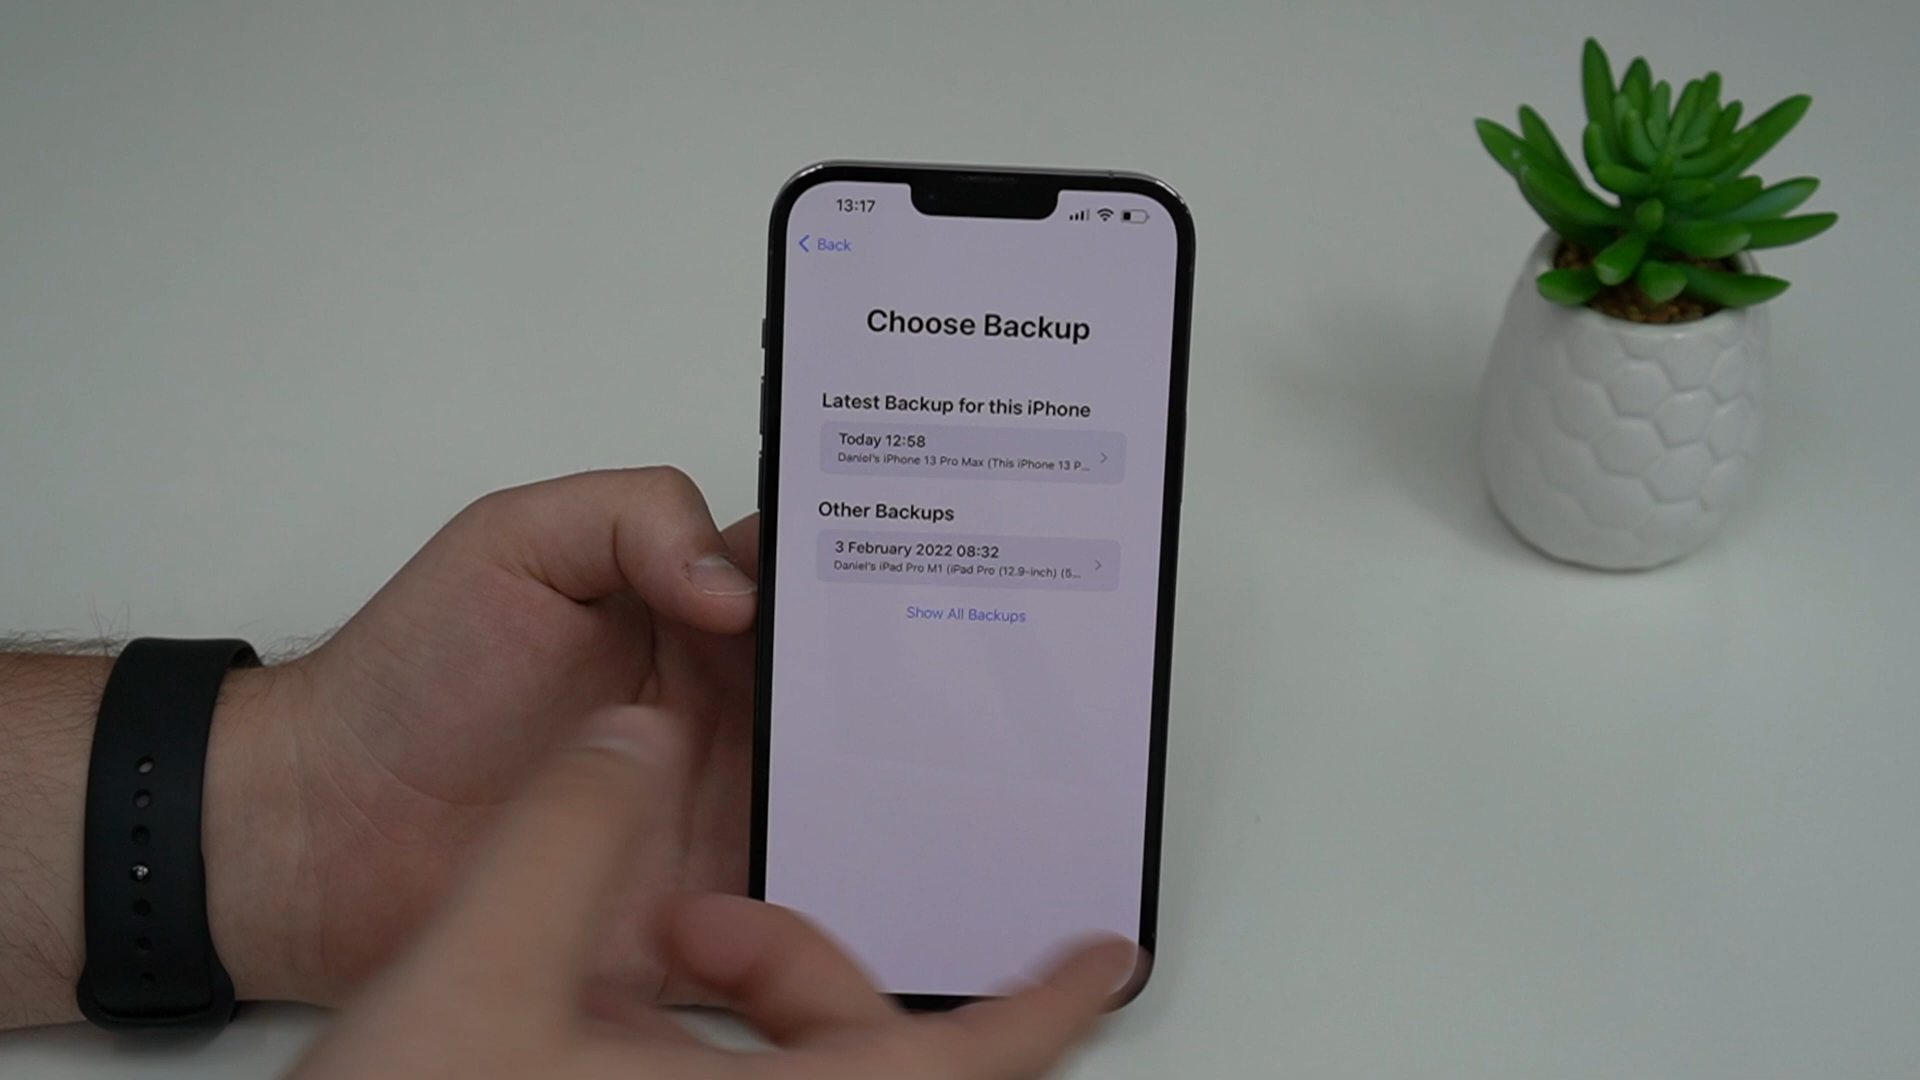 13:17
Back
Choose Backup
Latest Backup for this iPhone
Today 12:58
Daniel's iPhone 13 Pro Max (This iPhone 13 P...
Other Backups
3 February 2022 08:32
Daniel's iPad Pro M1 (iPad Pro (12.9-inch) (5...
Show All Backups